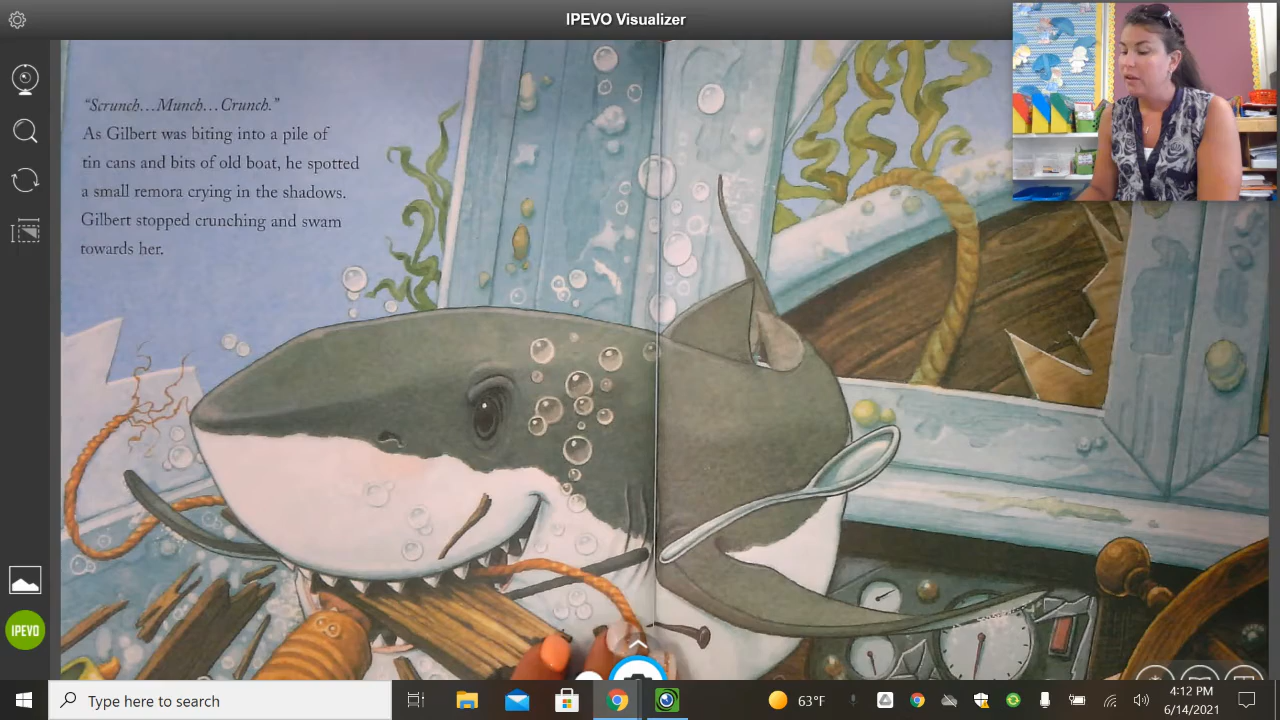 IPEVO Visualizer
"Scrunch...Munch...Crunch."
As Gilbert was biting into a pile of
tin cans and bits of old boat, he spotted
a small remora crying in the shadows.
Gilbert stopped crunching and swam
towards her.
IPEVO
Type here to search
63°F
4:12 PM
6/14/2021